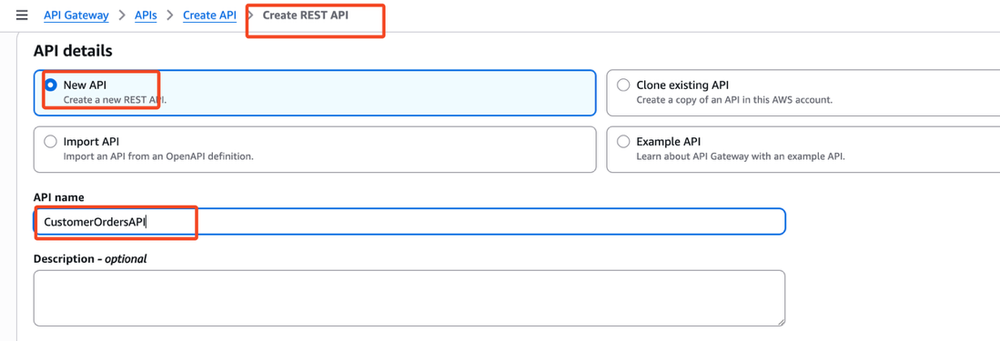 API Gateway > APIs > Create API > Create REST API
API details
New API
Create a new REST API.
Clone existing API
Create a copy of an API in this AWS account.
Import API
Import an API from an OpenAPI definition.
Example API
Learn about API Gateway with an example API.
API name
CustomerOrdersAPI
Description - optional